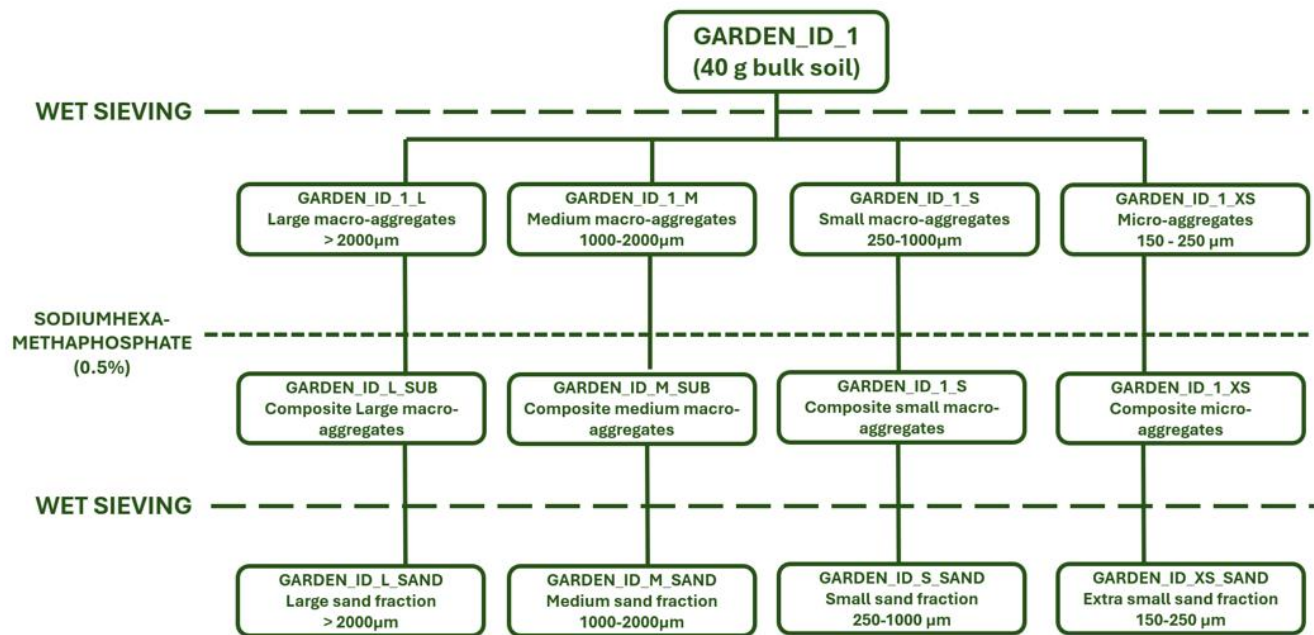 GARDEN_ID_1
(40 g bulk soil)
WET SIEVING
GARDEN_ID_1_L
Large macro-aggregates
> 2000µm
GARDEN_ID_1_M
Medium macro-aggregates
1000-2000µm
GARDEN_ID_1_S
Small macro-aggregates
250-1000µm
GARDEN_ID_1_XS
Micro-aggregates
150 - 250 µm
SODIUMHEXA-
METHAPHOSPHATE
(0.5%)
GARDEN_ID_L_SUB
Composite Large macro-
aggregates
GARDEN_ID_M_SUB
Composite medium macro-
aggregates
GARDEN_ID_1_S
Composite small macro-
aggregates
GARDEN_ID_1_XS
Composite micro-
aggregates
WET SIEVING
GARDEN_ID_L_SAND
Large sand fraction
> 2000µm
GARDEN_ID_M_SAND
Medium sand fraction
1000-2000µm
GARDEN_ID_S_SAND
Small sand fraction
250-1000 µm
GARDEN_ID_XS_SAND
Extra small sand fraction
150-250 µm